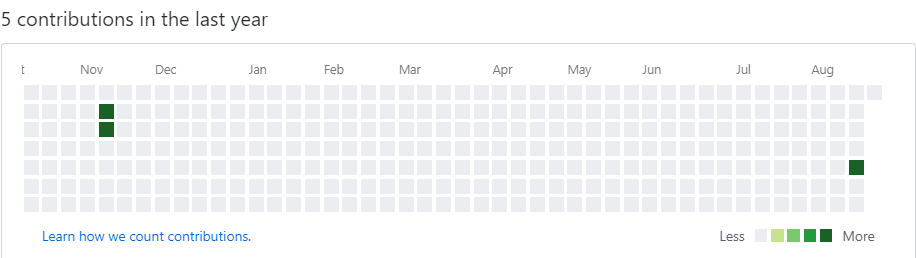 5 contributions in the last year
t Nov Dec Jan Feb Mar Apr May Jun Jul Aug
Learn how we count contributions. Less More